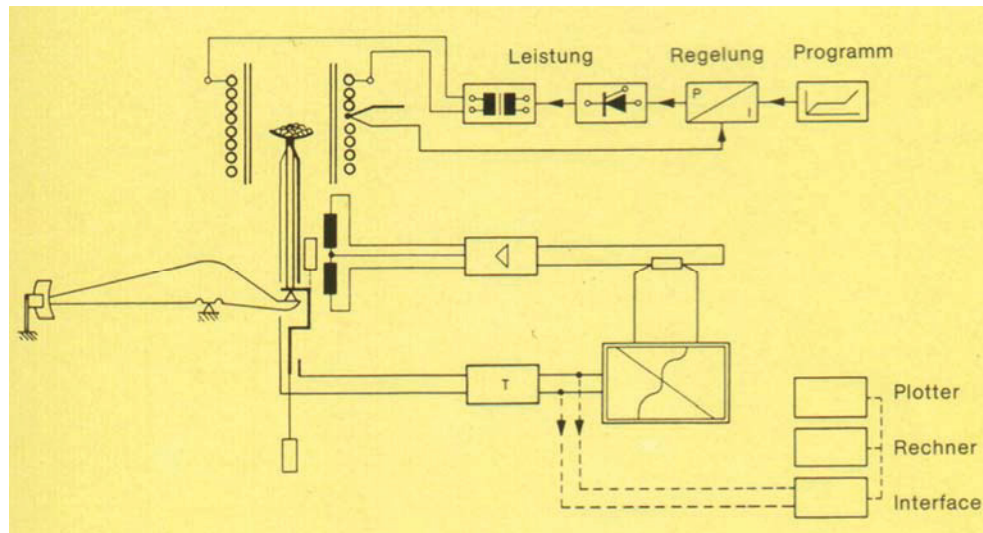 Leistung
Regelung
Programm
P
I
T
Plotter
Rechner
Interface